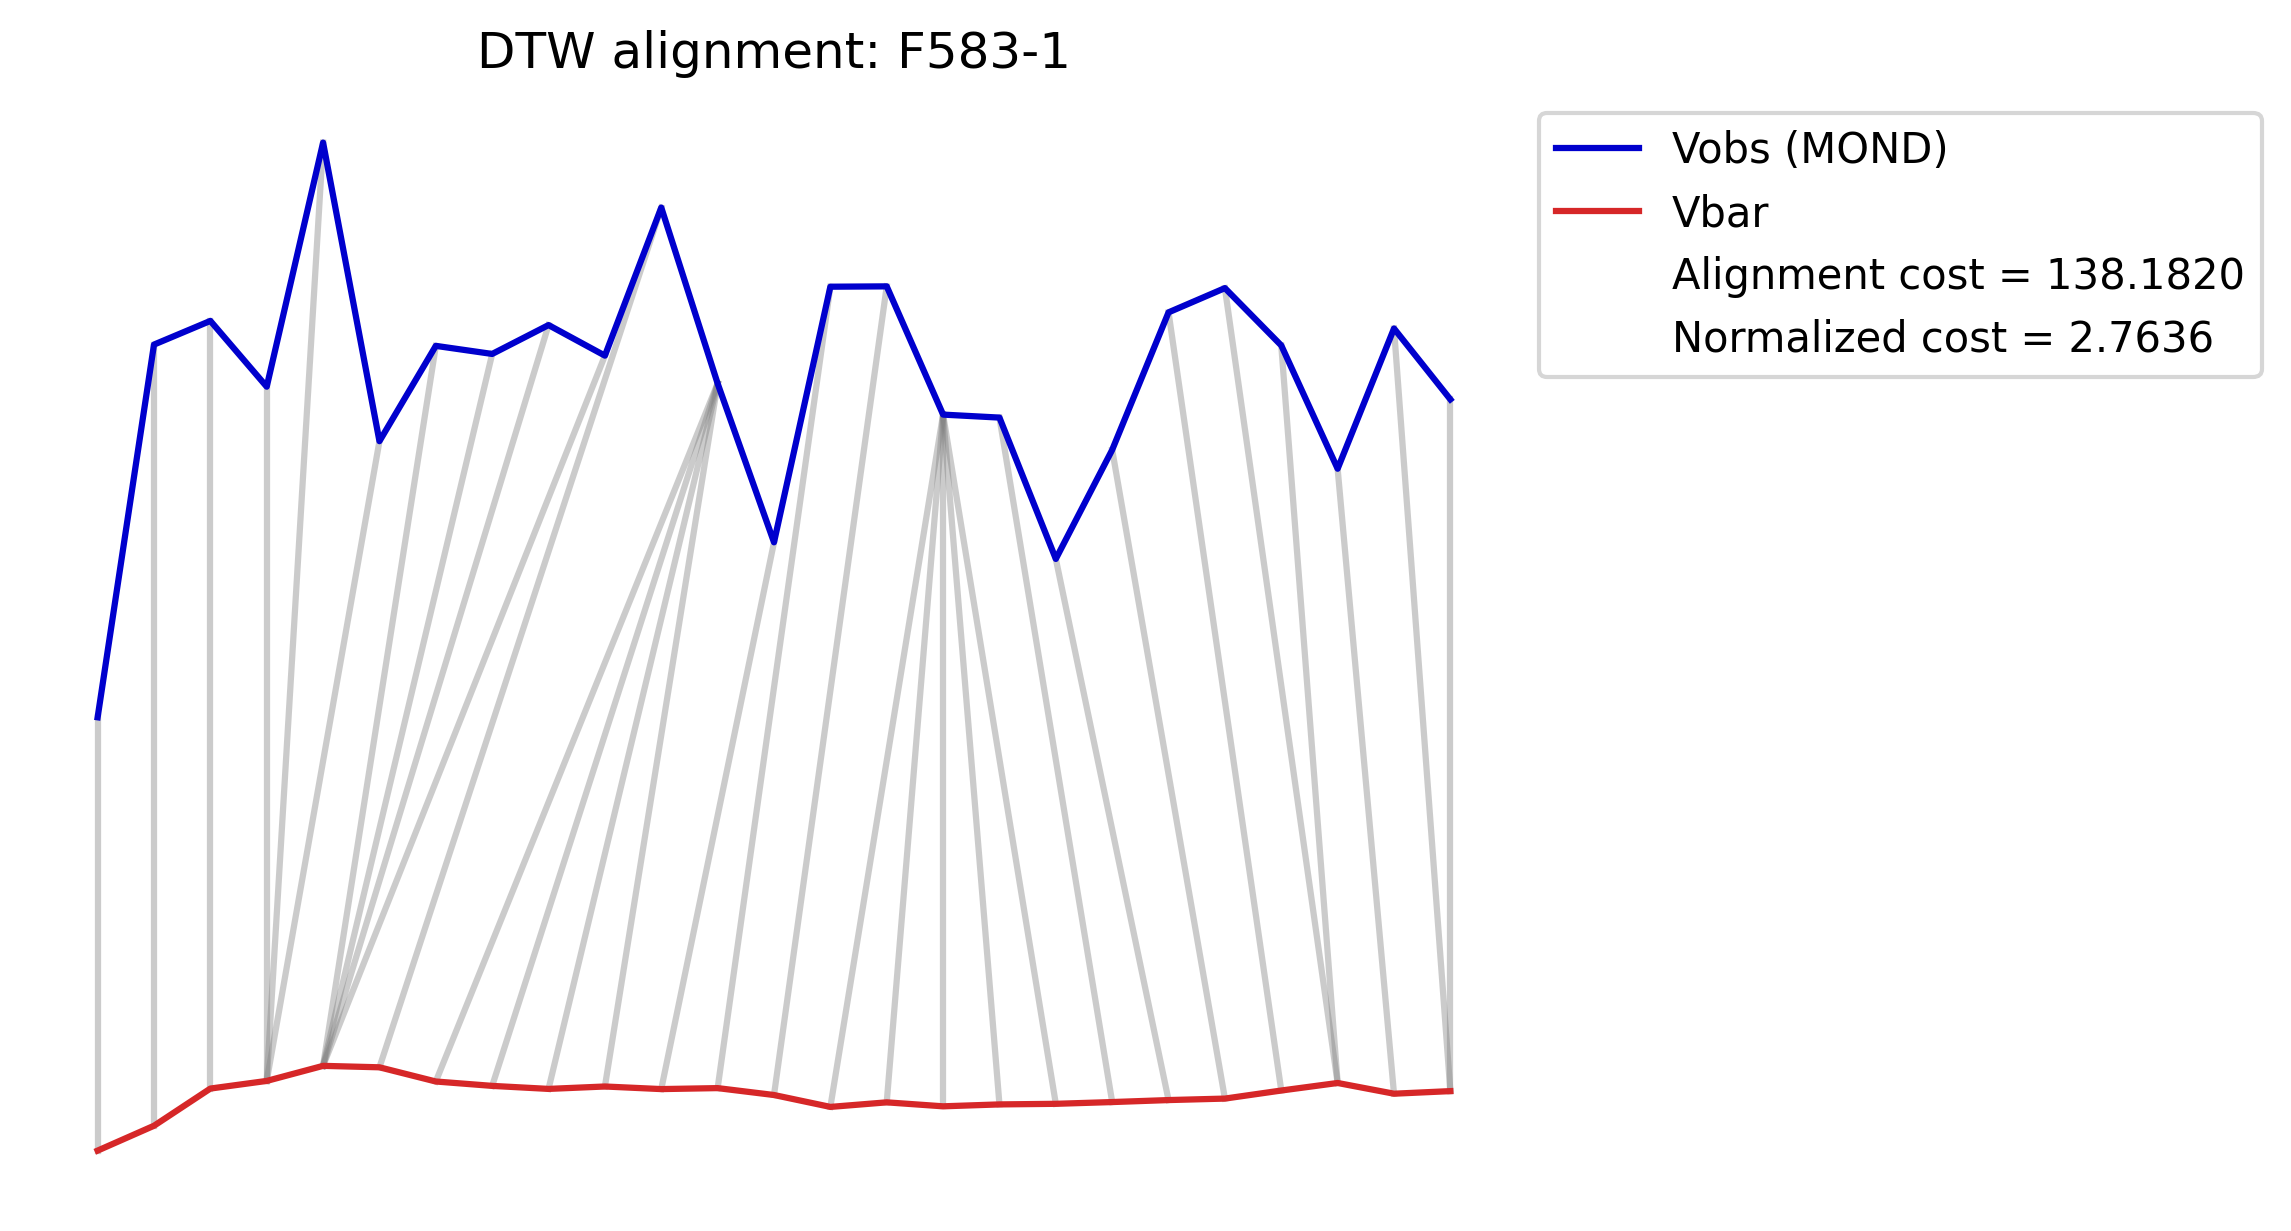 DTW alignment: F583-1
Vobs (MOND)
Vbar
Alignment cost = 138.1820
Normalized cost = 2.7636